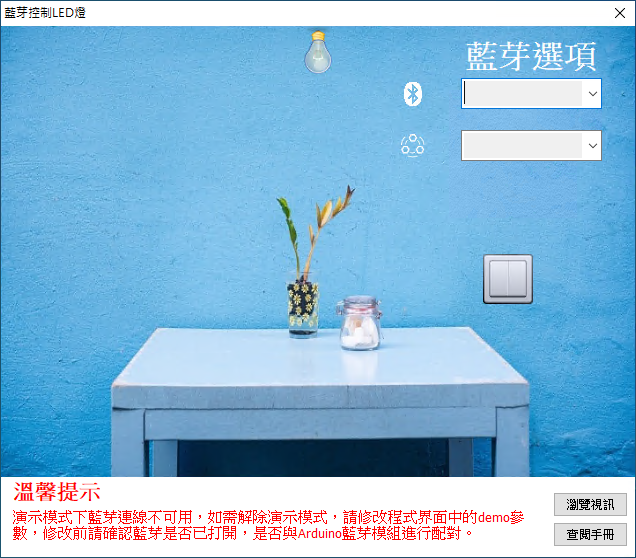 藍芽控制LED燈
藍芽選項
溫馨提示
演示模式下藍芽連線不可用，如需解除演示模式，請修改程式界面中的demo參
數，修改前請確認藍芽是否已打開，是否與Arduino藍芽模組進行配對。
瀏覽視訊
查閱手冊